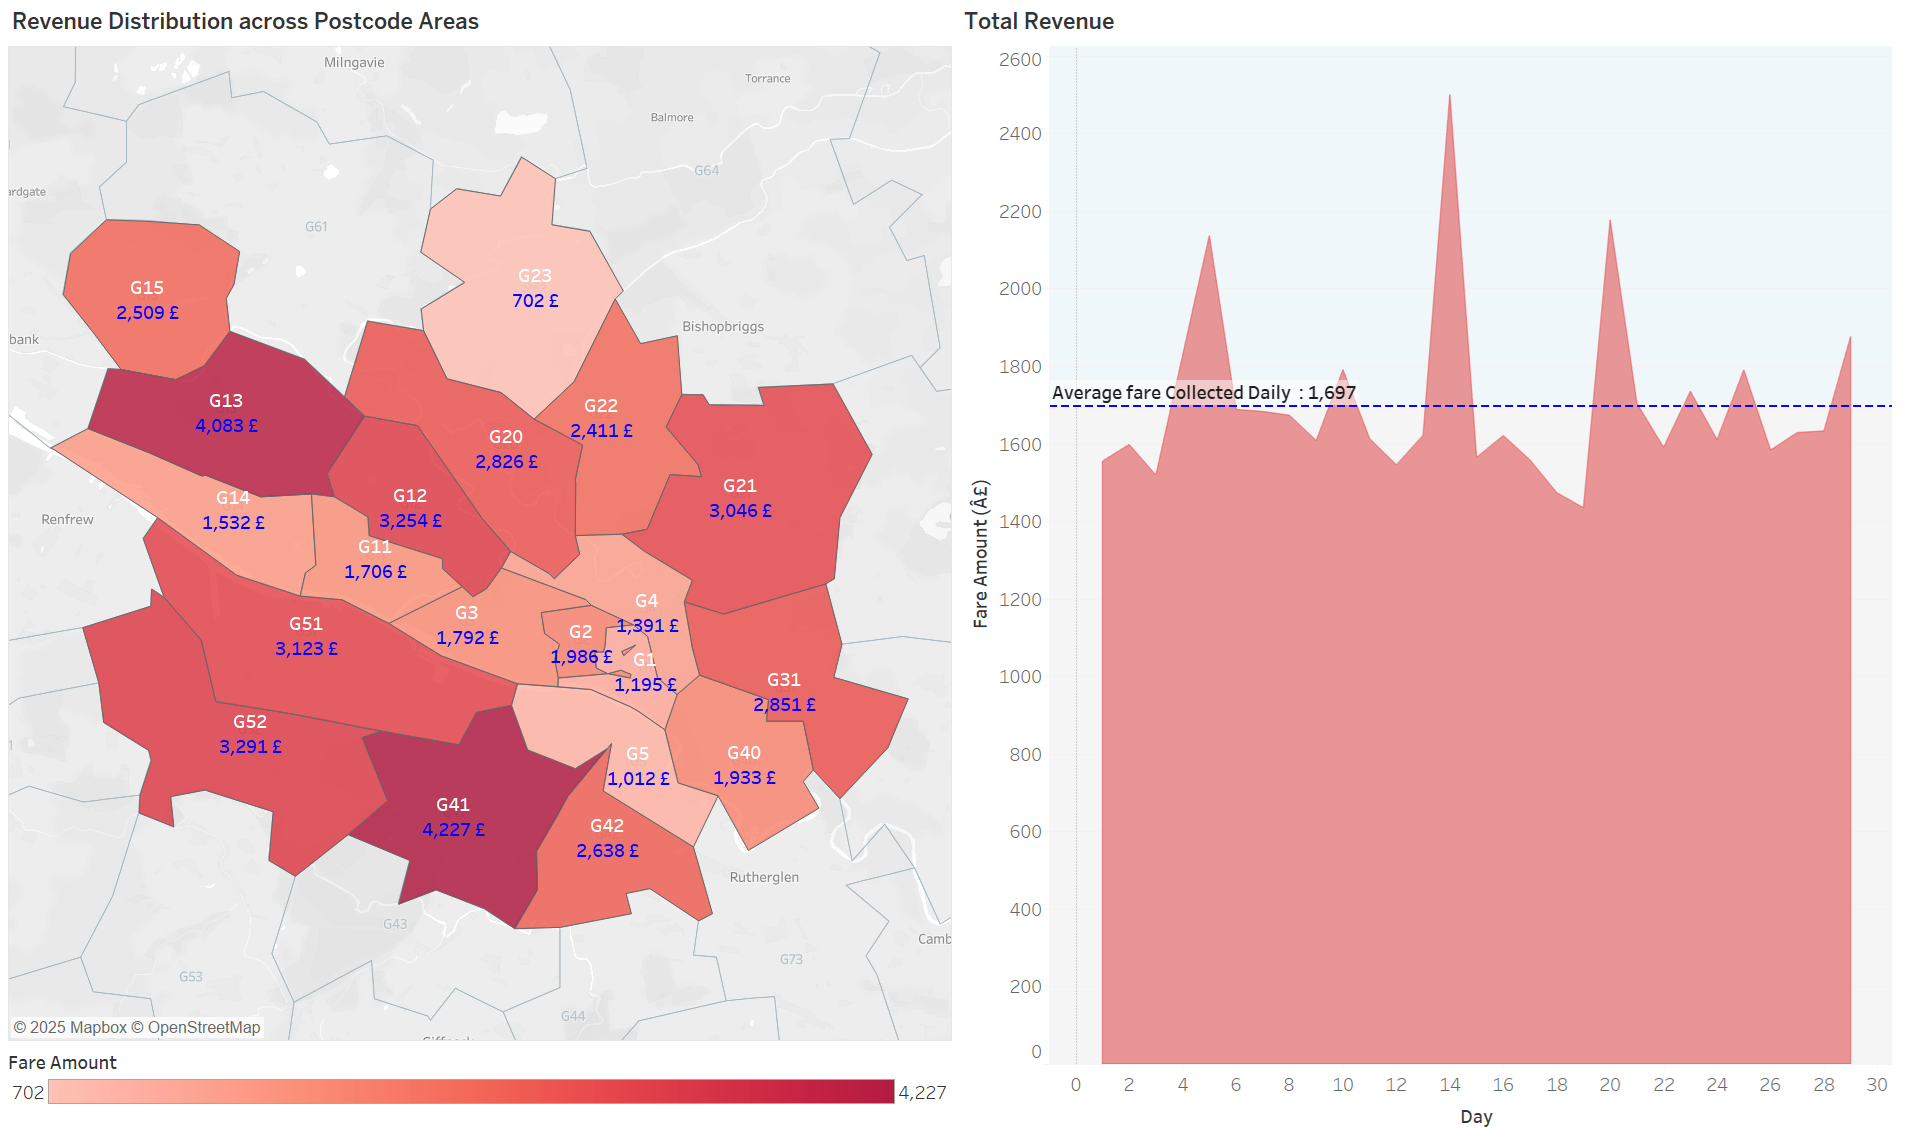 Revenue Distribution across Postcode Areas
Milngavie
Torrance
Balmore
G64
ardgate
G61
G23
702 £
G15
2,509 £
Bishopbriggs
bank
G13
4,083 £
G22
2,411 £
G20
2,826 £
G21
3,046 £
G14
1,532 £
G12
3,254 £
Renfrew
G11
1,706 £
G4
1,391 £
G3
1,792 £
G51
3,123 £
G2
1,986 £
G1
1,195 £
G31
2,851 £
G52
3,291 £
G5
1,012 £
G40
1,933 £
G41
4,227 £
G42
2,638 £
Rutherglen
G43
Camb
G53
G73
G44
© 2025 Mapbox © OpenStreetMap
Fare Amount
702
4,227
Total Revenue
2600
2400
2200
2000
1800
Average fare Collected Daily : 1,697
1600
1400
1200
1000
800
600
400
200
0
Fare Amount (Â£)
0 2 4 6 8 10 12 14 16 18 20 22 24 26 28 30
Day